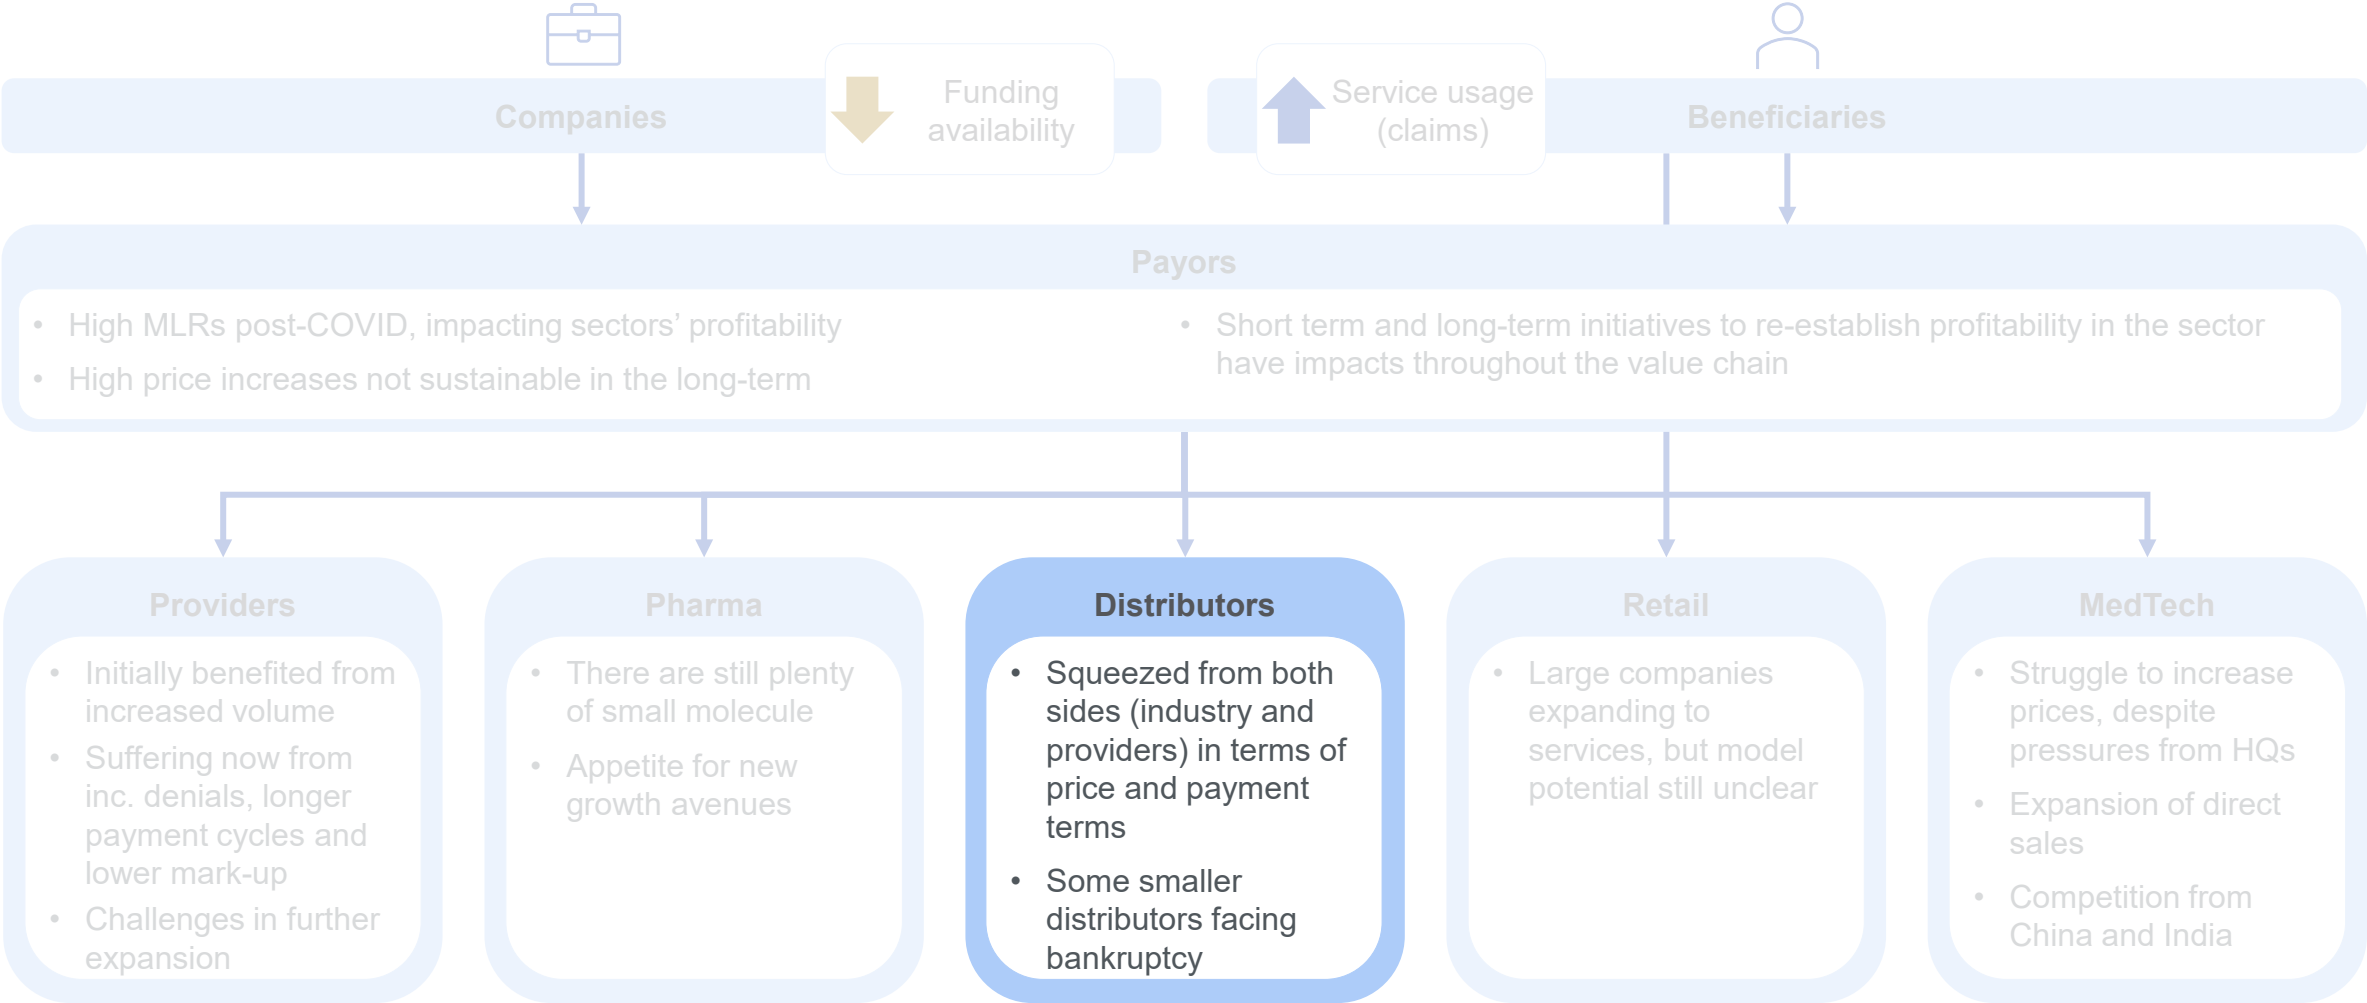 Companies
Funding
availability
Service usage
(claims)
Beneficiaries
Payors
• High MLRs post-COVID, impacting sectors’ profitability
• High price increases not sustainable in the long-term
• Short term and long-term initiatives to re-establish profitability in the sector
have impacts throughout the value chain
Providers
• Initially benefited from
increased volume
• Suffering now from
inc. denials, longer
payment cycles and
lower mark-up
• Challenges in further
expansion
Pharma
• There are still plenty
of small molecule
• Appetite for new
growth avenues
Distributors
• Squeezed from both
sides (industry and
providers) in terms of
price and payment
terms
• Some smaller
distributors facing
bankruptcy
Retail
• Large companies
expanding to
services, but model
potential still unclear
MedTech
• Struggle to increase
prices, despite
pressures from HQs
• Expansion of direct
sales
• Competition from
China and India